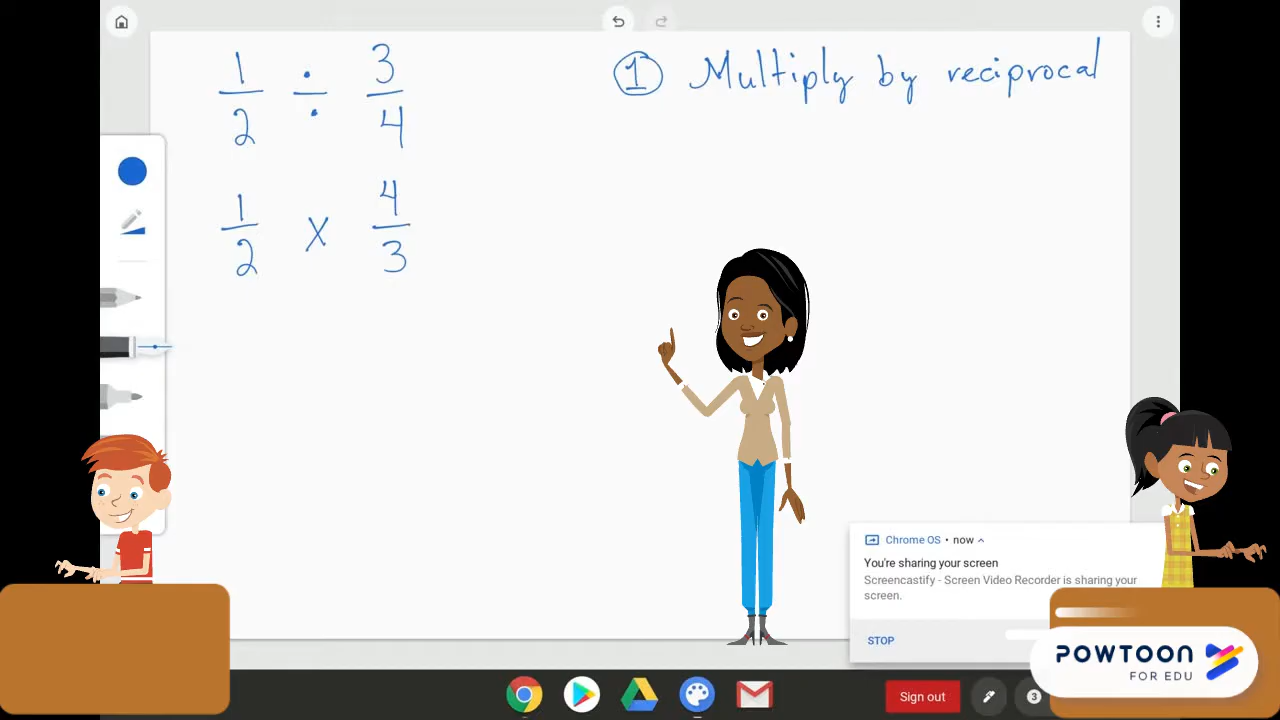 1/2 ÷ 3/4
① Multiply by reciprocal
1/2 x 4/3
Chrome OS • now
You're sharing your screen
Screencastify - Screen Video Recorder is sharing your
screen.
STOP
POWTOON
FOR EDU
Sign out
3